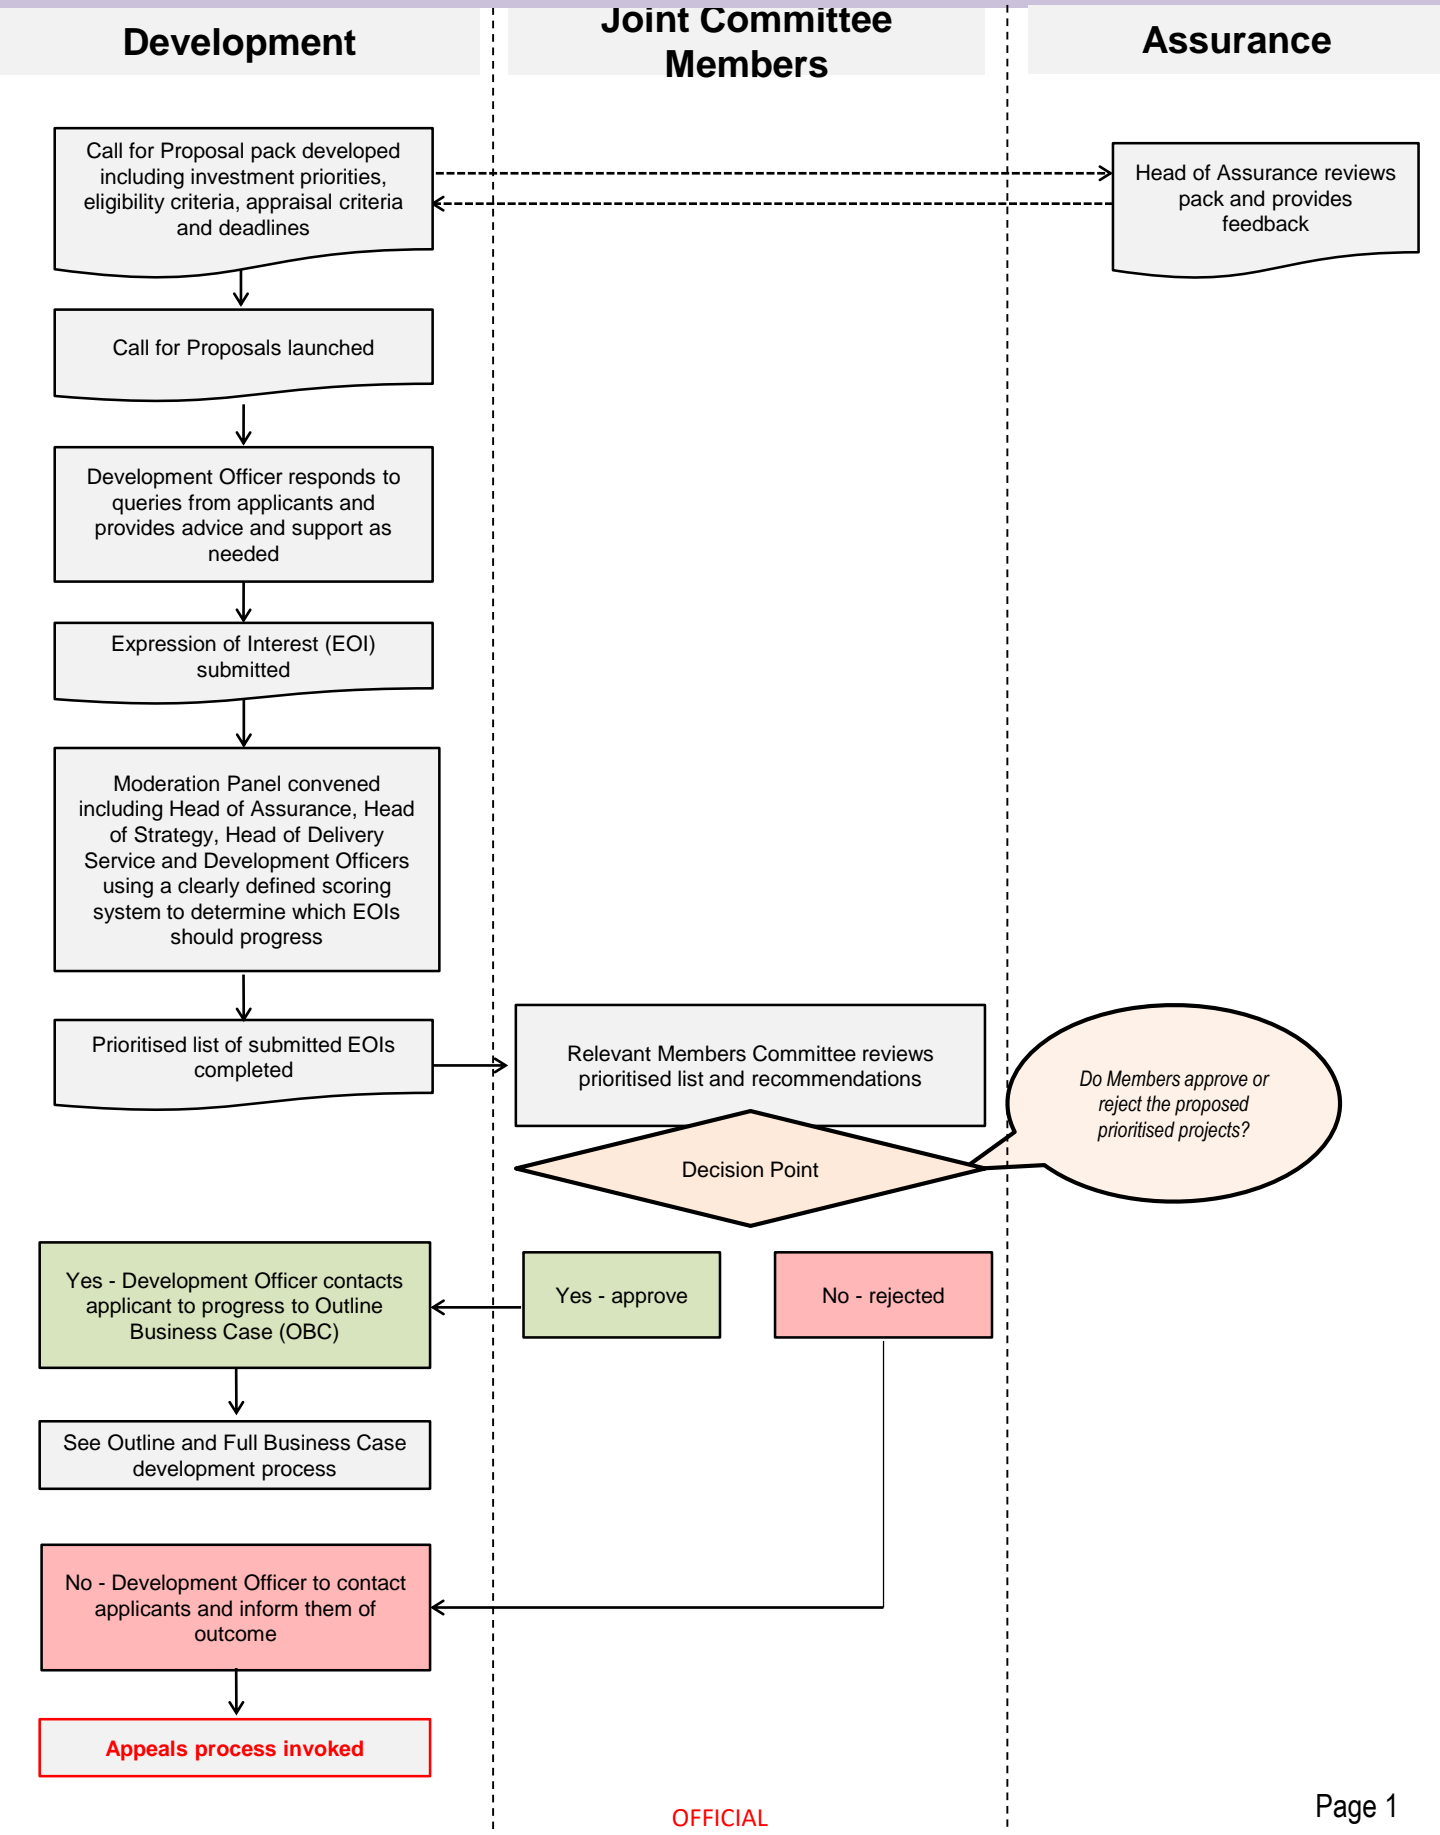 Development
Joint Committee
Members
Assurance
Call for Proposal pack developed
including investment priorities,
eligibility criteria, appraisal criteria
and deadlines
Head of Assurance reviews
pack and provides
feedback
Call for Proposals launched
Development Officer responds to
queries from applicants and
provides advice and support as
needed
Expression of Interest (EOI)
submitted
Moderation Panel convened
including Head of Assurance, Head
of Strategy, Head of Delivery
Service and Development Officers
using a clearly defined scoring
system to determine which EOIs
should progress
Prioritised list of submitted EOIs
completed
Relevant Members Committee reviews
prioritised list and recommendations
Do Members approve or
reject the proposed
prioritised projects?
Decision Point
Yes - Development Officer contacts
applicant to progress to Outline
Business Case (OBC)
Yes - approve
No - rejected
See Outline and Full Business Case
development process
No - Development Officer to contact
applicants and inform them of
outcome
Appeals process invoked
OFFICIAL
Page 1